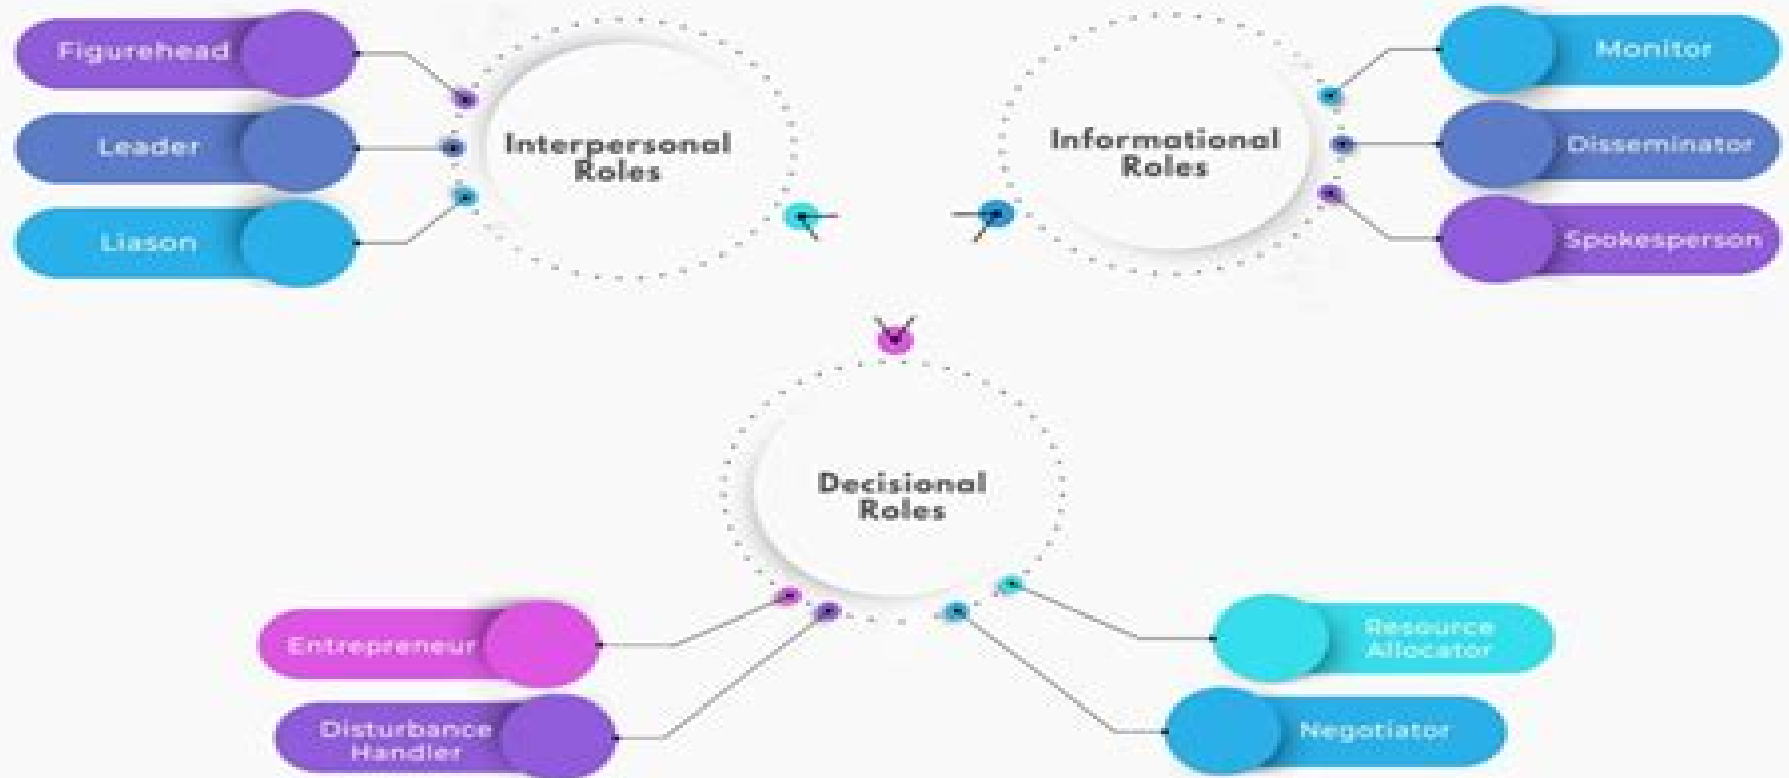 Figurehead
Leader
Liason
Interpersonal
Roles
Informational
Roles
Monitor
Disseminator
Spokesperson
Decisional
Roles
Entrepreneur
Disturbance
Handler
Resource
Allocator
Negotiator